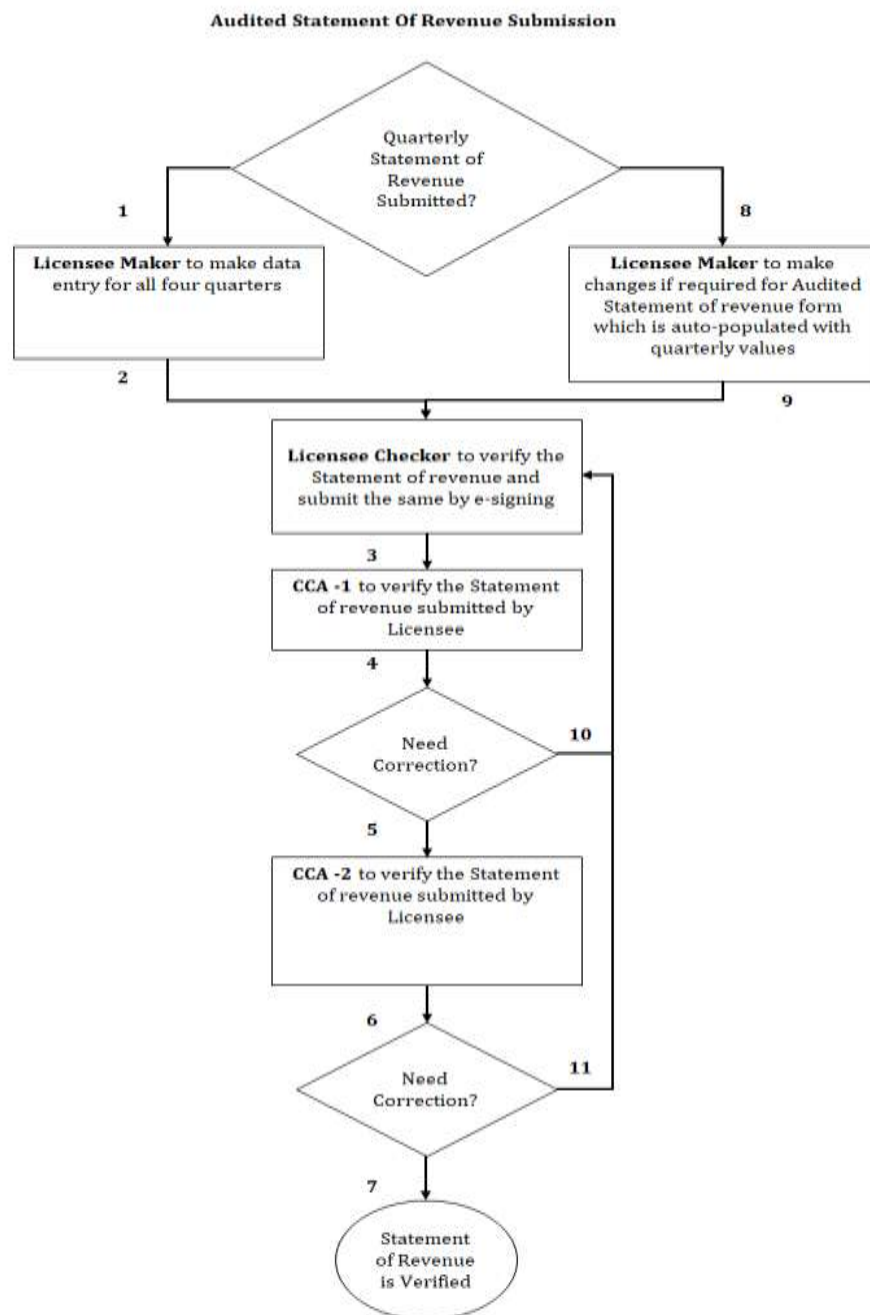 Audited Statement Of Revenue Submission
Quarterly
Statement of
Revenue
Submitted?
1
8
Licensee Maker to make data
entry for all four quarters
Licensee Maker to make
changes if required for Audited
Statement of revenue form
which is auto-populated with
quarterly values
2
9
Licensee Checker to verify the
Statement of revenue and
submit the same by e-signing
3
CCA -1 to verify the Statement
of revenue submitted by
Licensee
4
Need
Correction?
10
5
CCA -2 to verify the Statement
of revenue submitted by
Licensee
6
Need
Correction?
11
7
Statement
of Revenue
is Verified